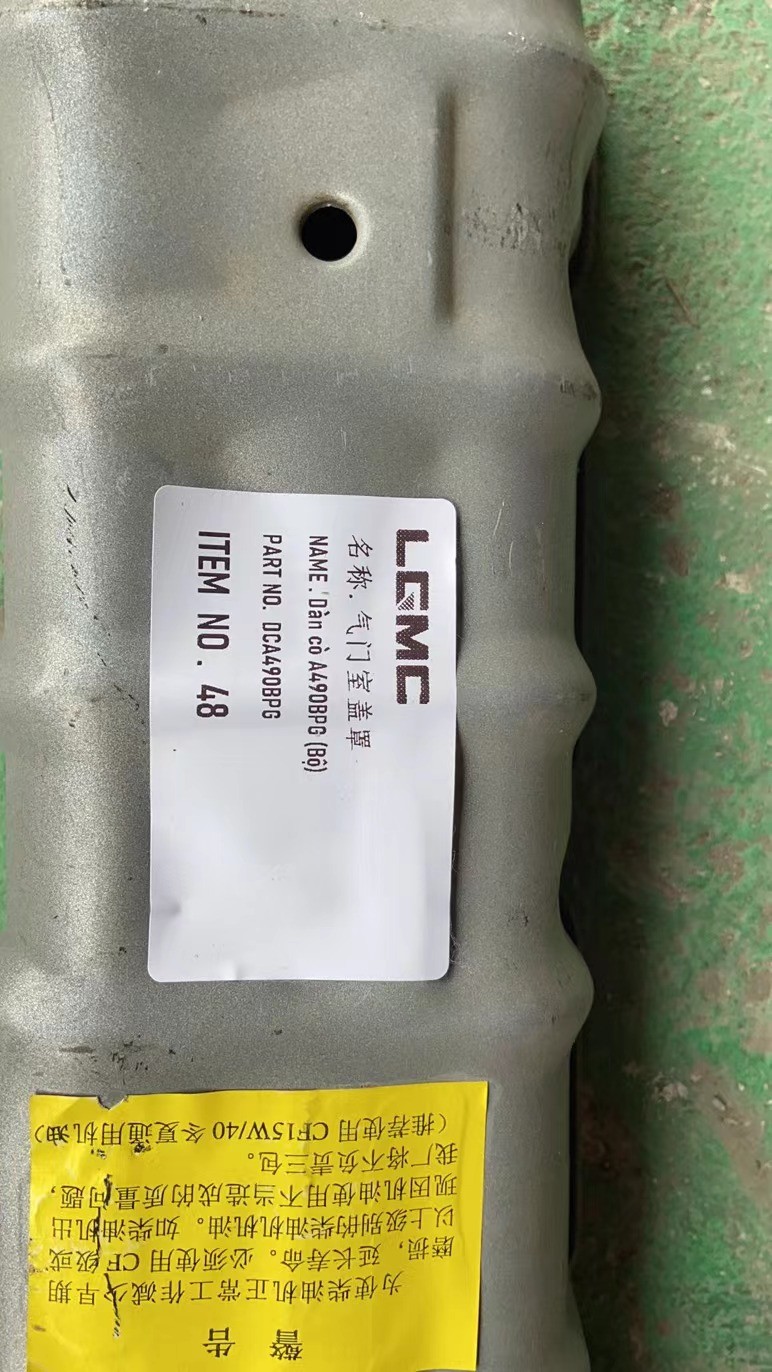 LGMC
名称. 气门室盖罩
NAME. Dàn cò A490BPG (Bộ)
PART NO. DCA490BPG
ITEM NO. 48
警告
为使柴油机正常工作减少早期
磨损，延长寿命。必须使用 CF 级或
以上级别的柴油机机油。如柴油机出
现因机油使用不当造成的质量问题，
我厂将不负责三包。
（推荐使用 CF15W/40 冬夏通用机油）